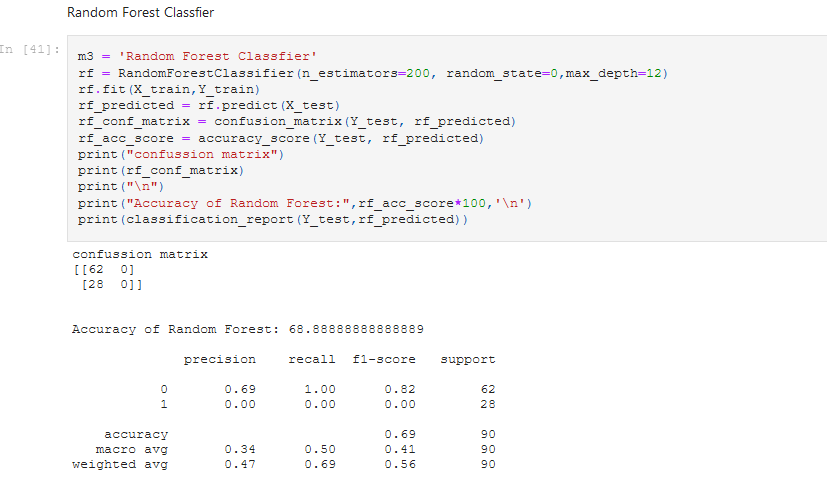 Random Forest Classfier
In [41]:
m3 = 'Random Forest Classfier'
rf = RandomForestClassifier(n_estimators=200, random_state=0,max_depth=12)
rf.fit(X_train,Y_train)
rf_predicted = rf.predict(X_test)
rf_conf_matrix = confusion_matrix(Y_test, rf_predicted)
rf_acc_score = accuracy_score(Y_test, rf_predicted)
print("confussion matrix")
print(rf_conf_matrix)
print("\n")
print("Accuracy of Random Forest:",rf_acc_score*100,'\n')
print(classification_report(Y_test,rf_predicted))
confussion matrix
[[62  0]
 [28  0]]
Accuracy of Random Forest: 68.88888888888889
precision recall f1-score support
0 0.69 1.00 0.82 62
1 0.00 0.00 0.00 28
accuracy 0.69 90
macro avg 0.34 0.50 0.41 90
weighted avg 0.47 0.69 0.56 90